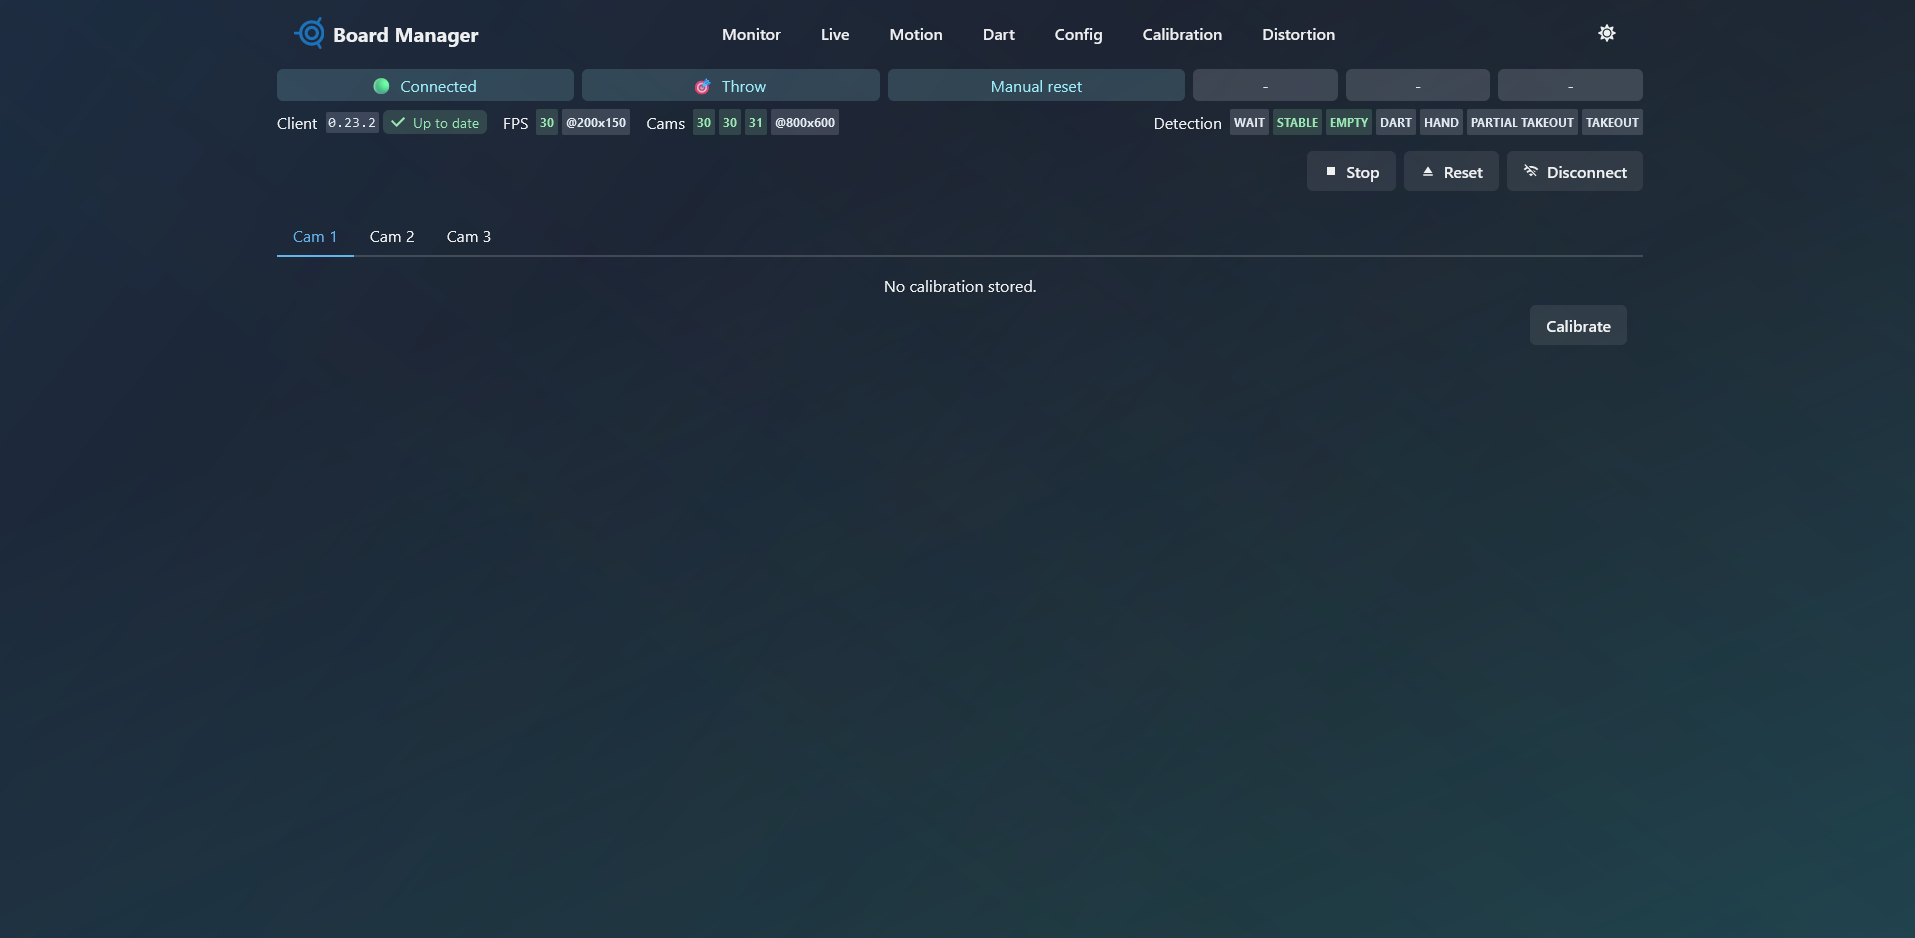 Board Manager Monitor Live Motion Dart Config Calibration Distortion
Connected Throw Manual reset - - -
Client 0.23.2 Up to date FPS 30 @200x150 Cams 30 30 31 @800x600 Detection WAIT STABLE EMPTY DART HAND PARTIAL TAKEOUT TAKEOUT
Stop Reset Disconnect
Cam 1 Cam 2 Cam 3
No calibration stored.
Calibrate